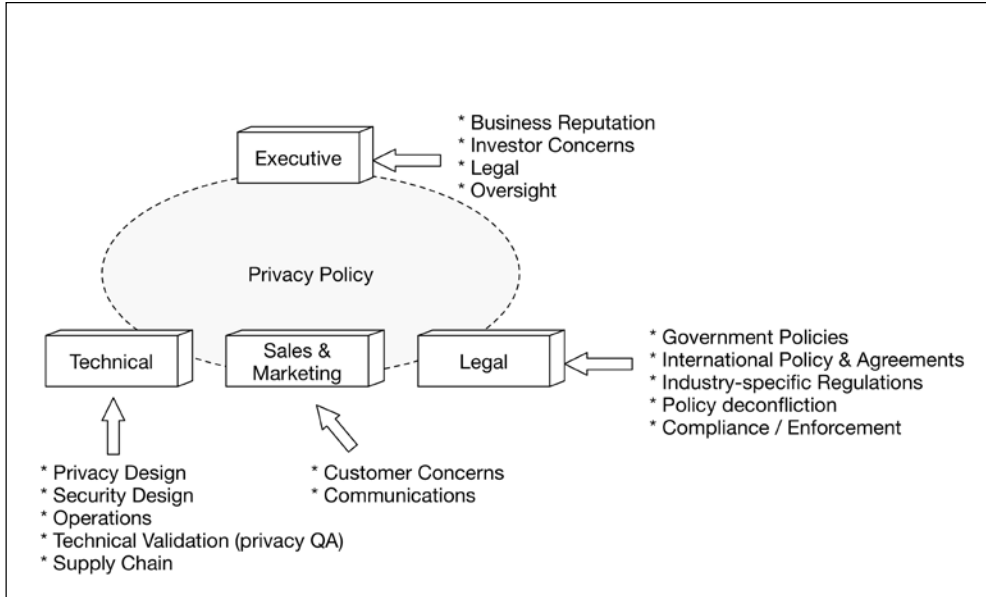 Executive
* Business Reputation
* Investor Concerns
* Legal
* Oversight
Privacy Policy
Technical
Sales &
Marketing
Legal
* Government Policies
* International Policy & Agreements
* Industry-specific Regulations
* Policy deconfliction
* Compliance / Enforcement
* Privacy Design
* Security Design
* Operations
* Technical Validation (privacy QA)
* Supply Chain
* Customer Concerns
* Communications